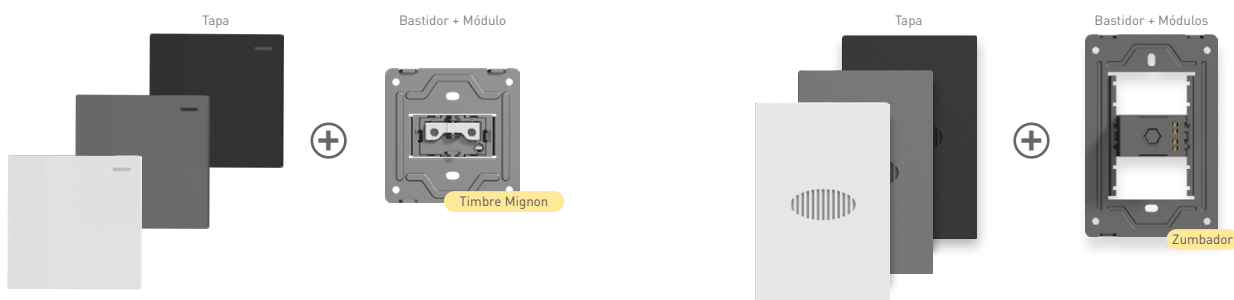 Tapa
Bastidor + Módulo
Timbre Mignon
Tapa
Bastidor + Módulos
Zumbador